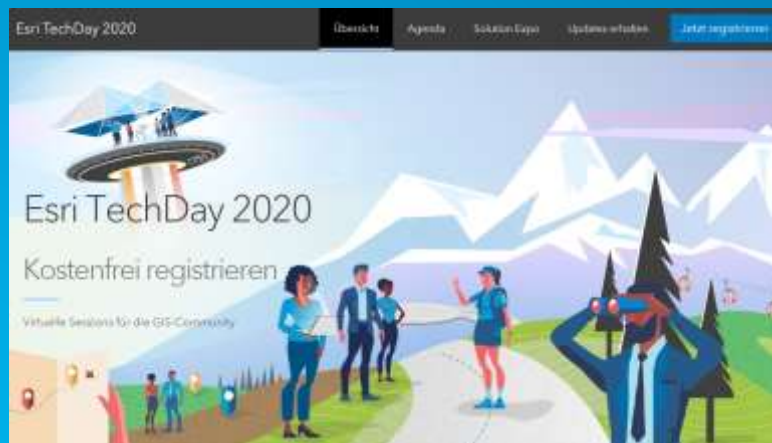 Esri TechDay 2020
Übersicht
Agenda
Solution Expo
Updates erhalten
Jetzt registrieren
Esri TechDay 2020
Kostenfrei registrieren
Virtuelle Sessions für die GIS-Community